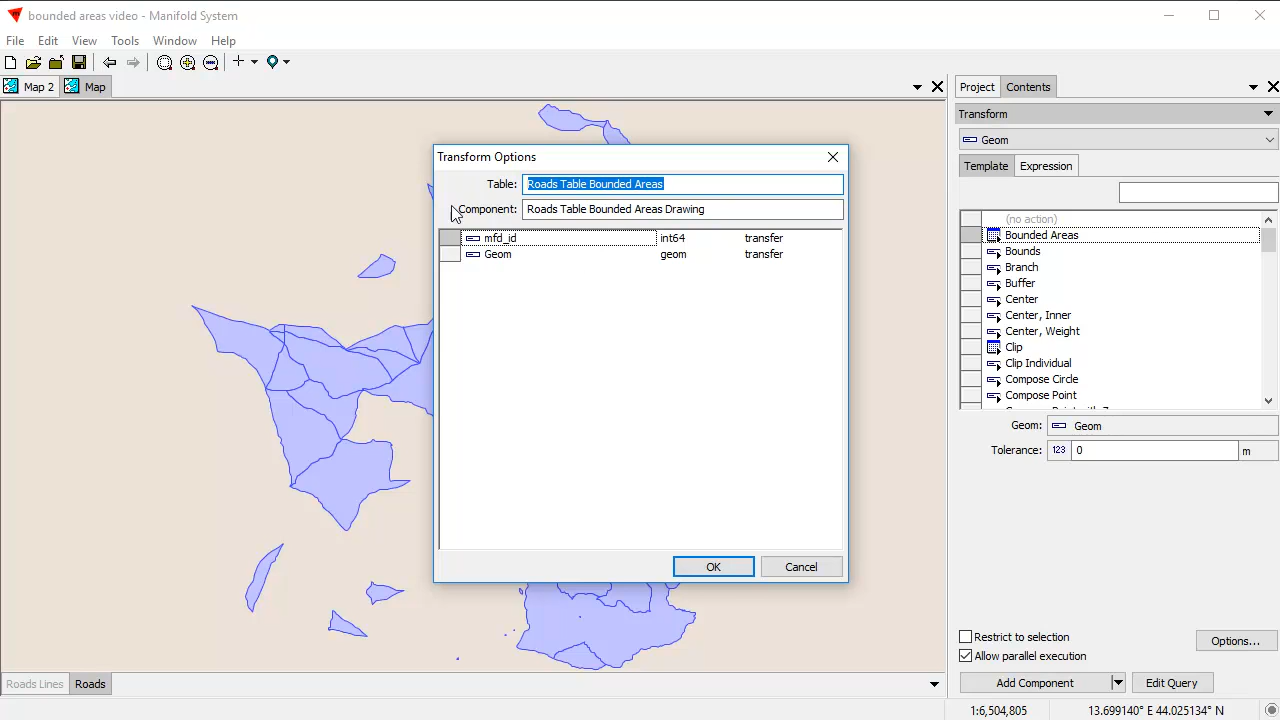 bounded areas video - Manifold System
File Edit View Tools Window Help
Map 2 Map
Project Contents
Transform
Geom
Template Expression
(no action)
Bounded Areas
Bounds
Branch
Buffer
Center
Center, Inner
Center, Weight
Clip
Clip Individual
Compose Circle
Compose Point
Geom: Geom
Tolerance: 123 0 m
Restrict to selection
Options...
Allow parallel execution
Add Component Edit Query
Transform Options
Table: Roads Table Bounded Areas
Component: Roads Table Bounded Areas Drawing
mfd_id int64 transfer
Geom geom transfer
OK Cancel
Roads Lines Roads
1:6,504,805 13.699140° E 44.025134° N